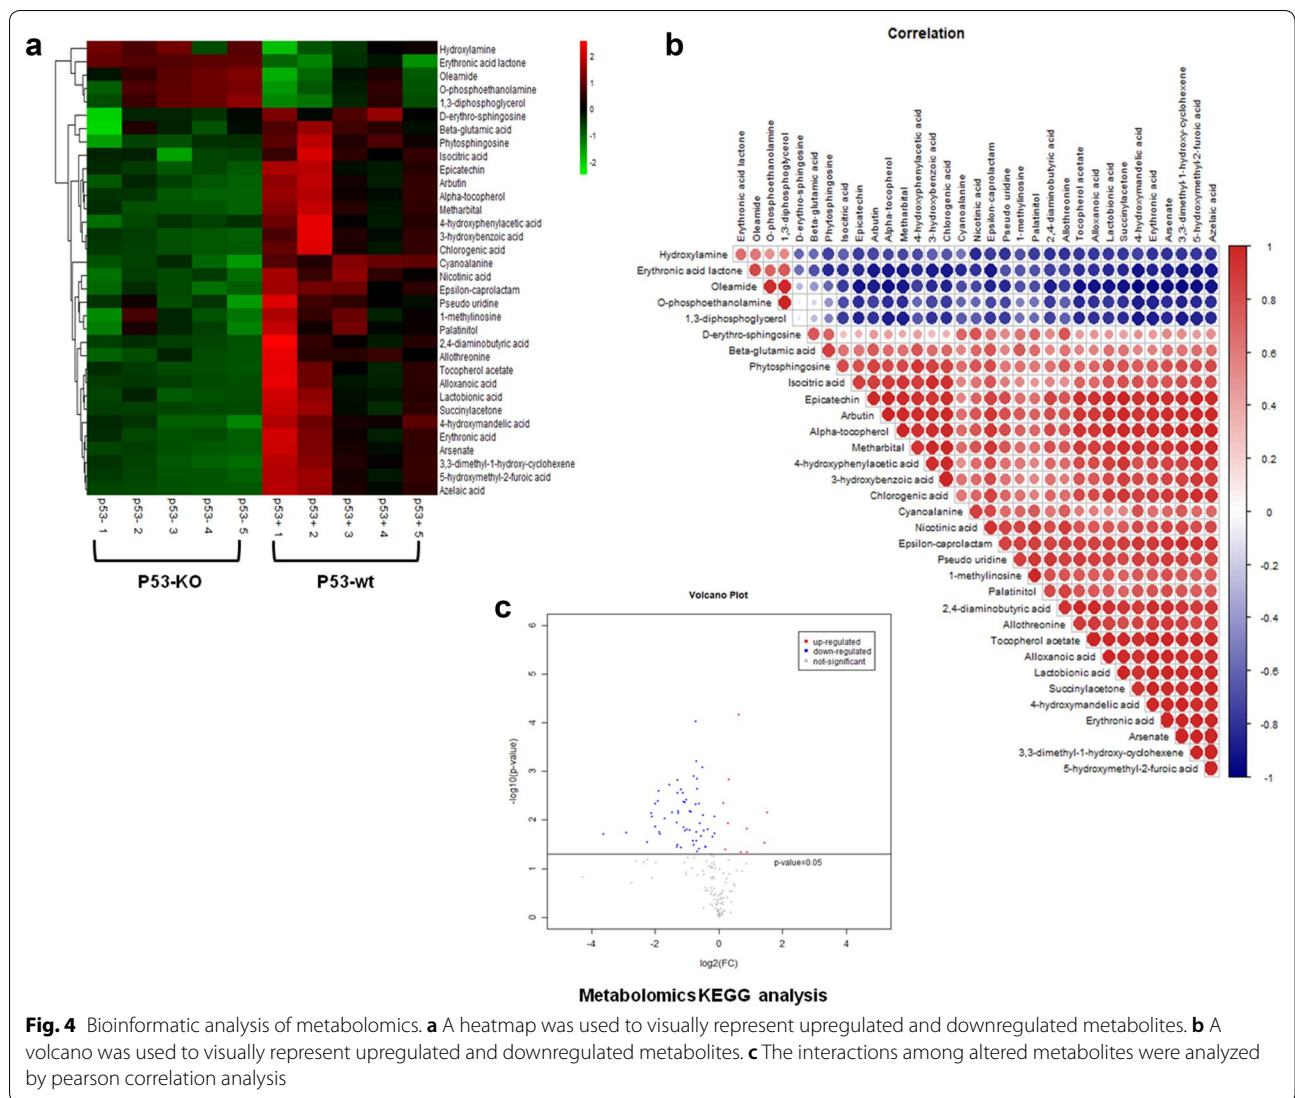 a
Hydroxylamine
Erythronic acid lactone
Oleamide
O-phosphoethanolamine
1,3-diphosphoglycerol
D-erythro-sphingosine
Beta-glutamic acid
Phytosphingosine
Isocitric acid
Epicatechin
Arbutin
Alpha-tocopherol
Metharbital
4-hydroxyphenylacetic acid
3-hydroxybenzoic acid
Chlorogenic acid
Cyanoalanine
Nicotinic acid
Epsilon-caprolactam
Pseudo uridine
1-methylinosine
Palatinitol
2,4-diaminobutyric acid
Allothreonine
Tocopherol acetate
Alloxanoic acid
Lactobionic acid
Succinylacetone
4-hydroxymandelic acid
Erythronic acid
Arsenate
3,3-dimethyl-1-hydroxy-cyclohexene
5-hydroxymethyl-2-furoic acid
Azelaic acid
2
1
0
-1
-2
p53- 1
p53- 2
p53- 3
p53- 4
p53- 5
p53+ 1
p53+ 2
p53+ 3
p53+ 4
p53+ 5
P53-KO
P53-wt
b
Correlation
Erythronic acid lactone
Oleamide
O-phosphoethanolamine
1,3-diphosphoglycerol
D-erythro-sphingosine
Beta-glutamic acid
Phytosphingosine
Isocitric acid
Epicatechin
Arbutin
Alpha-tocopherol
Metharbital
4-hydroxyphenylacetic acid
3-hydroxybenzoic acid
Chlorogenic acid
Cyanoalanine
Nicotinic acid
Epsilon-caprolactam
Pseudo uridine
1-methylinosine
Palatinitol
2,4-diaminobutyric acid
Allothreonine
Tocopherol acetate
Alloxanoic acid
Lactobionic acid
Succinylacetone
4-hydroxymandelic acid
Erythronic acid
Arsenate
3,3-dimethyl-1-hydroxy-cyclohexene
5-hydroxymethyl-2-furoic acid
Azelaic acid
Hydroxylamine
Erythronic acid lactone
Oleamide
O-phosphoethanolamine
1,3-diphosphoglycerol
D-erythro-sphingosine
Beta-glutamic acid
Phytosphingosine
Isocitric acid
Epicatechin
Arbutin
Alpha-tocopherol
Metharbital
4-hydroxyphenylacetic acid
3-hydroxybenzoic acid
Chlorogenic acid
Cyanoalanine
Nicotinic acid
Epsilon-caprolactam
Pseudo uridine
1-methylinosine
Palatinitol
2,4-diaminobutyric acid
Allothreonine
Tocopherol acetate
Alloxanoic acid
Lactobionic acid
Succinylacetone
4-hydroxymandelic acid
Erythronic acid
Arsenate
3,3-dimethyl-1-hydroxy-cyclohexene
5-hydroxymethyl-2-furoic acid
1
0.8
0.6
0.4
0.2
0
-0.2
-0.4
-0.6
-0.8
-1
c
Volcano Plot
up-regulated
down-regulated
not-significant
p-value=0.05
-log10(p-value)
6
5
4
3
2
1
0
-4
-2
0
2
4
log2(FC)
Metabolomics KEGG analysis
Fig. 4 Bioinformatic analysis of metabolomics. a A heatmap was used to visually represent upregulated and downregulated metabolites. b A
volcano was used to visually represent upregulated and downregulated metabolites. c The interactions among altered metabolites were analyzed
by pearson correlation analysis